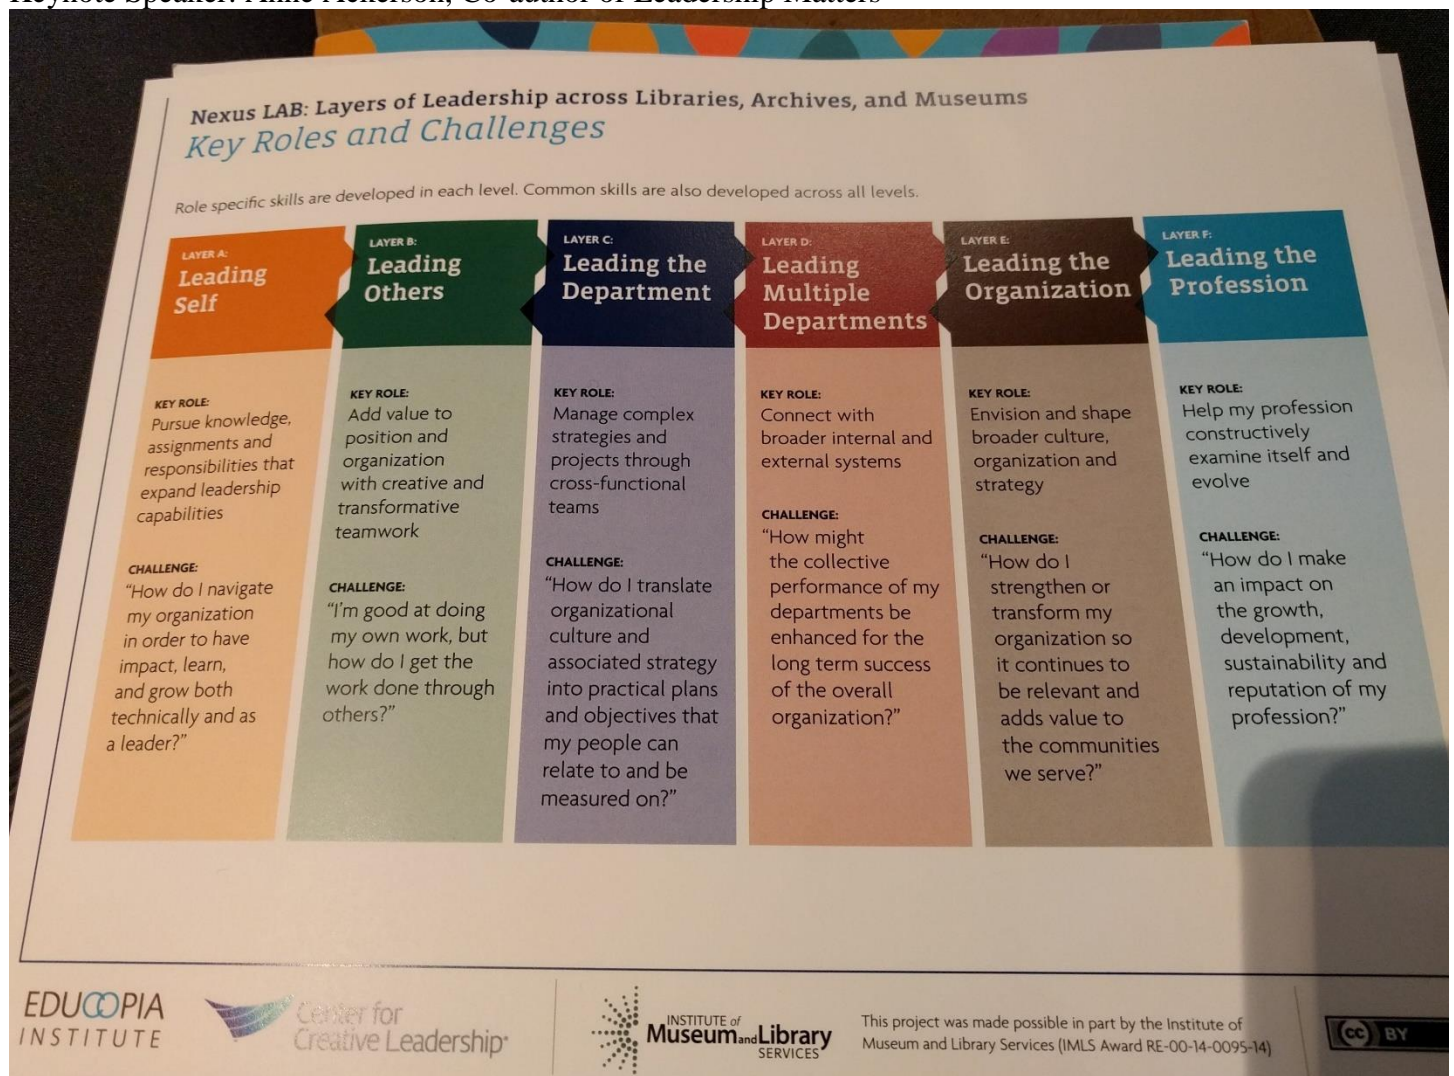 Keynote Speaker: Anne Ackerson, Co-author of Leadership Matters
Nexus LAB: Layers of Leadership across Libraries, Archives, and Museums
Key Roles and Challenges
Role specific skills are developed in each level. Common skills are also developed across all levels.
LAYER A:
Leading
Self
KEY ROLE:
Pursue knowledge,
assignments and
responsibilities that
expand leadership
capabilities
CHALLENGE:
"How do I navigate
my organization
in order to have
impact, learn,
and grow both
technically and as
a leader?"
LAYER B:
Leading
Others
KEY ROLE:
Add value to
position and
organization
with creative and
transformative
teamwork
CHALLENGE:
"I'm good at doing
my own work, but
how do I get the
work done through
others?"
LAYER C:
Leading the
Department
KEY ROLE:
Manage complex
strategies and
projects through
cross-functional
teams
CHALLENGE:
"How do I translate
organizational
culture and
associated strategy
into practical plans
and objectives that
my people can
relate to and be
measured on?"
LAYER D:
Leading
Multiple
Departments
KEY ROLE:
Connect with
broader internal and
external systems
CHALLENGE:
"How might
the collective
performance of my
departments be
enhanced for the
long term success
of the overall
organization?"
LAYER E:
Leading the
Organization
KEY ROLE:
Envision and shape
broader culture,
organization and
strategy
CHALLENGE:
"How do I
strengthen or
transform my
organization so
it continues to
be relevant and
adds value to
the communities
we serve?"
LAYER F:
Leading the
Profession
KEY ROLE:
Help my profession
constructively
examine itself and
evolve
CHALLENGE:
"How do I make
an impact on
the growth,
development,
sustainability and
reputation of my
profession?"
EDUCOPIA
INSTITUTE
Center for
Creative Leadership
INSTITUTE of
Museum and Library
SERVICES
This project was made possible in part by the Institute of
Museum and Library Services (IMLS Award RE-00-14-0095-14)
cc BY